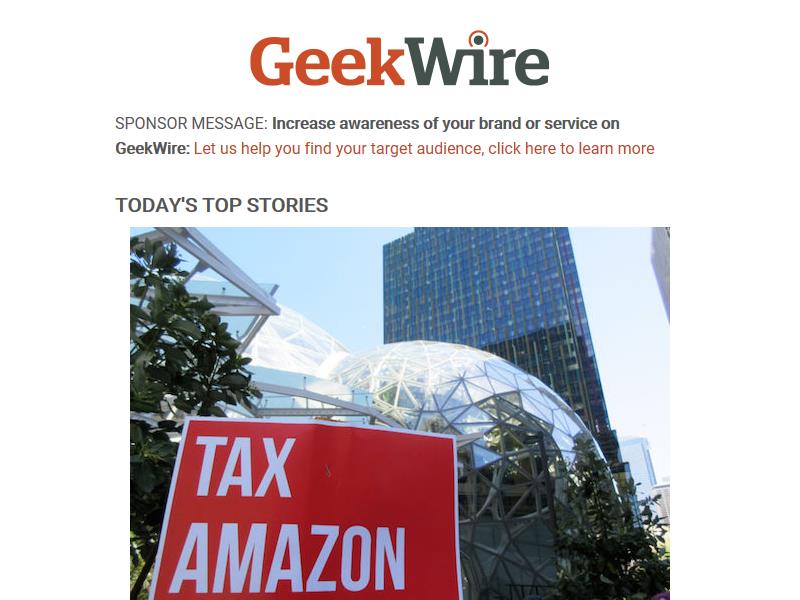 GeekWire
SPONSOR MESSAGE: Increase awareness of your brand or service on
GeekWire: Let us help you find your target audience, click here to learn more
TODAY'S TOP STORIES
TAX
AMAZON